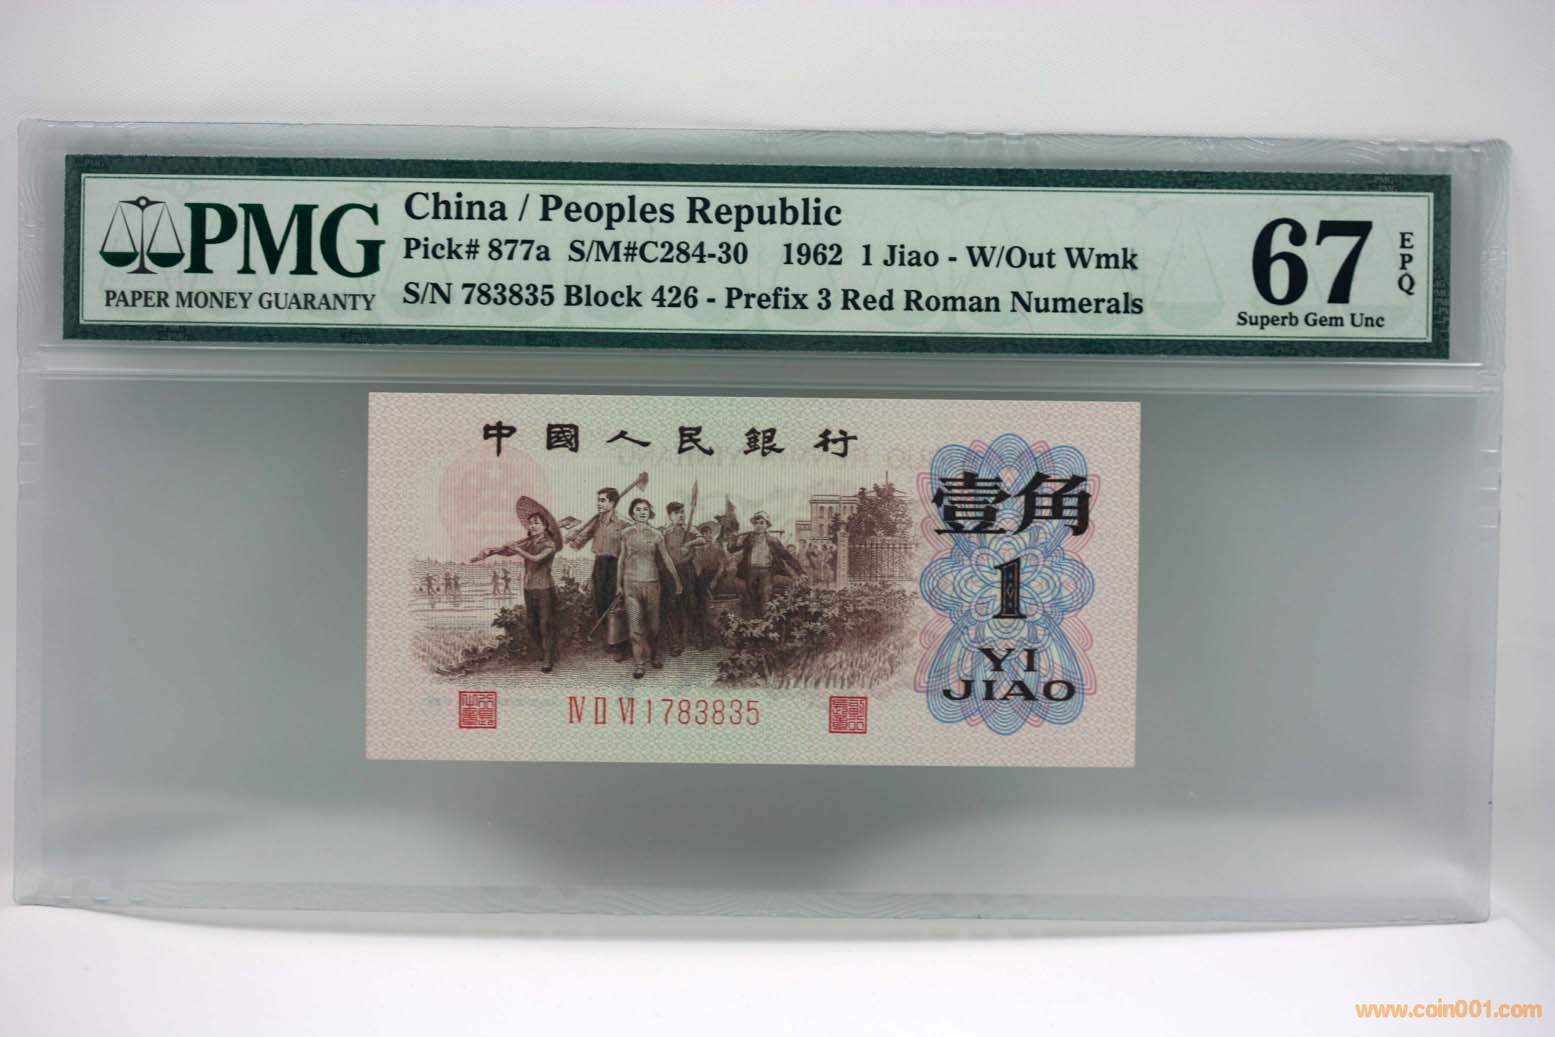 PMG
PAPER MONEY GUARANTY
China / Peoples Republic
Pick# 877a S/M#C284-30 1962 1 Jiao - W/Out Wmk
S/N 783835 Block 426 - Prefix 3 Red Roman Numerals
67
EPQ
Superb Gem Unc
中國人民銀行
壹角
1
YI
JIAO
Ⅳ Ⅱ Ⅵ 1783835
www.coin001.com